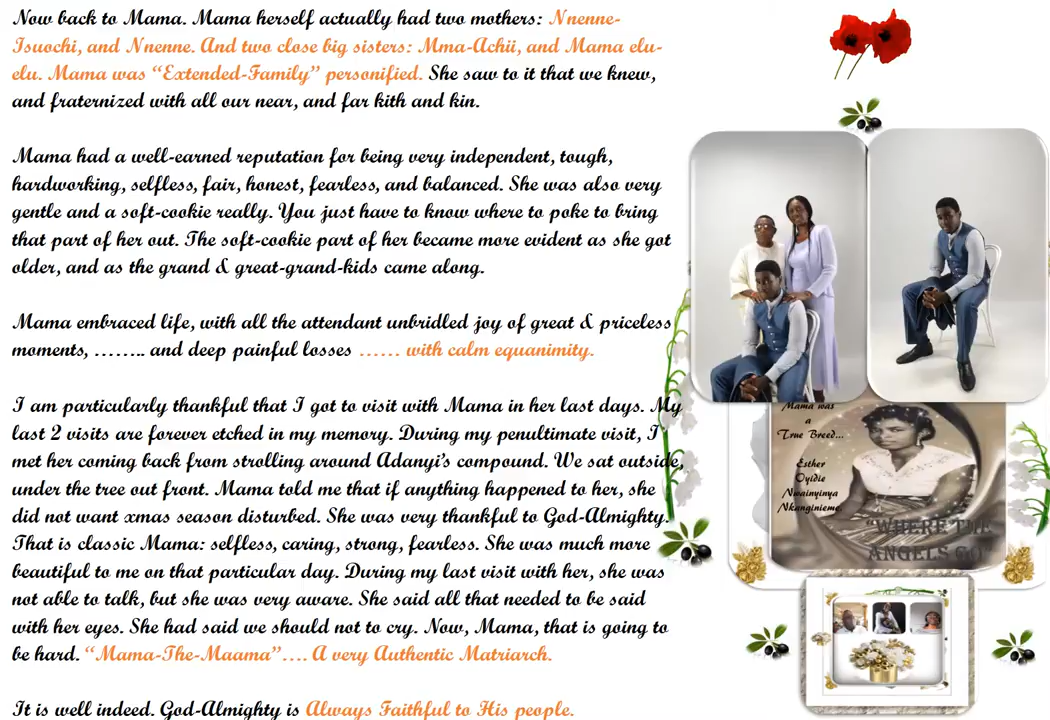 Now back to Mama. Mama herself actually had two mothers: Nnenne-
Isuochi, and Nnenne. And two close big sisters: Mma-Achii, and Mama elu-
elu. Mama was “Extended-Family” personified. She saw to it that we knew,
and fraternized with all our near, and far kith and kin.
Mama had a well-earned reputation for being very independent, tough,
hardworking, selfless, fair, honest, fearless, and balanced. She was also very
gentle and a soft-cookie really. You just have to know where to poke to bring
that part of her out. The soft-cookie part of her became more evident as she got
older, and as the grand & great-grand-kids came along.
Mama embraced life, with all the attendant unbridled joy of great & priceless
moments, …….. and deep painful losses …… with calm equanimity.
I am particularly thankful that I got to visit with Mama in her last days. My
last 2 visits are forever etched in my memory. During my penultimate visit, I
met her coming back from strolling around Adanyi’s compound. We sat outside,
under the tree out front. Mama told me that if anything happened to her, she
did not want xmas season disturbed. She was very thankful to God-Almighty.
That is classic Mama: selfless, caring, strong, fearless. She was much more
beautiful to me on that particular day. During my last visit with her, she was
not able to talk, but she was very aware. She said all that needed to be said
with her eyes. She had said we should not to cry. Now, Mama, that is going to
be hard. “Mama-The-Maama”…. A very Authentic Matriarch.
It is well indeed. God-Almighty is Always Faithful to His people.
Mama was
a
True Breed...
Esther
Oyidie
Nwainyinya
Nkanginieme.
“WHERE THE
ANGELS GO”